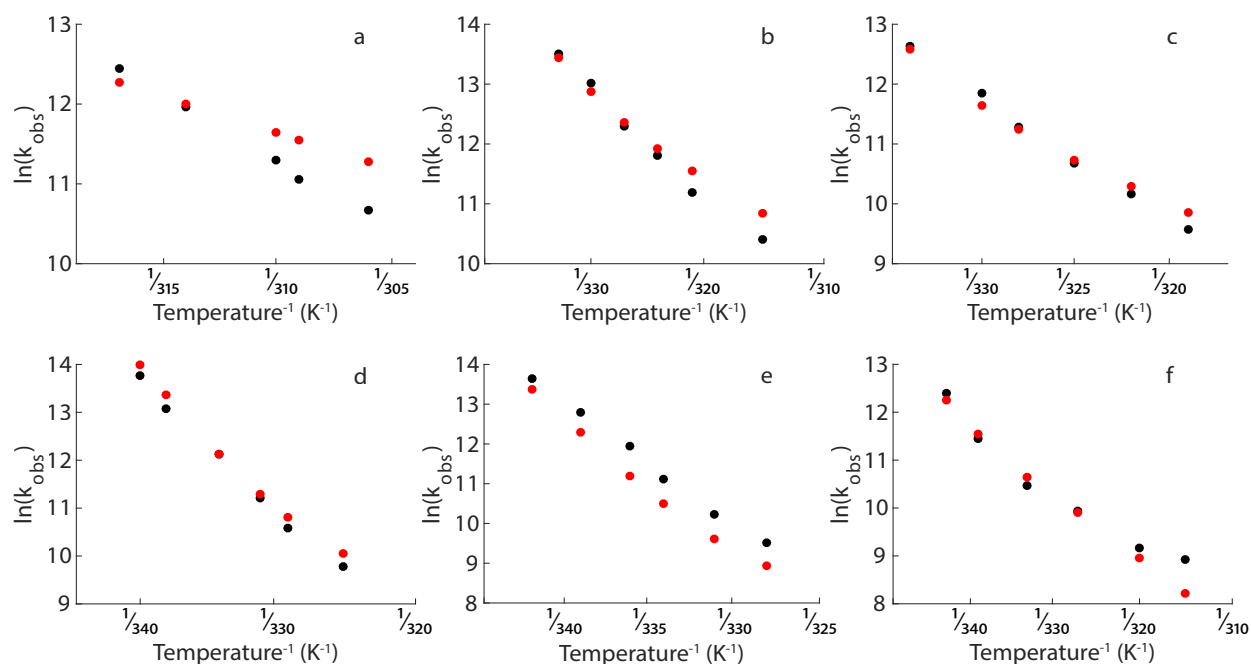 a
13
12
11
10
ln(k_obs)
1/315 1/310 1/305
Temperature⁻¹ (K⁻¹)
b
14
13
12
11
10
ln(k_obs)
1/330 1/320 1/310
Temperature⁻¹ (K⁻¹)
c
13
12
11
10
9
ln(k_obs)
1/330 1/325 1/320
Temperature⁻¹ (K⁻¹)
d
14
13
12
11
10
9
ln(k_obs)
1/340 1/330 1/320
Temperature⁻¹ (K⁻¹)
e
14
13
12
11
10
9
8
ln(k_obs)
1/340 1/335 1/330 1/325
Temperature⁻¹ (K⁻¹)
f
13
12
11
10
9
8
ln(k_obs)
1/340 1/330 1/320 1/310
Temperature⁻¹ (K⁻¹)